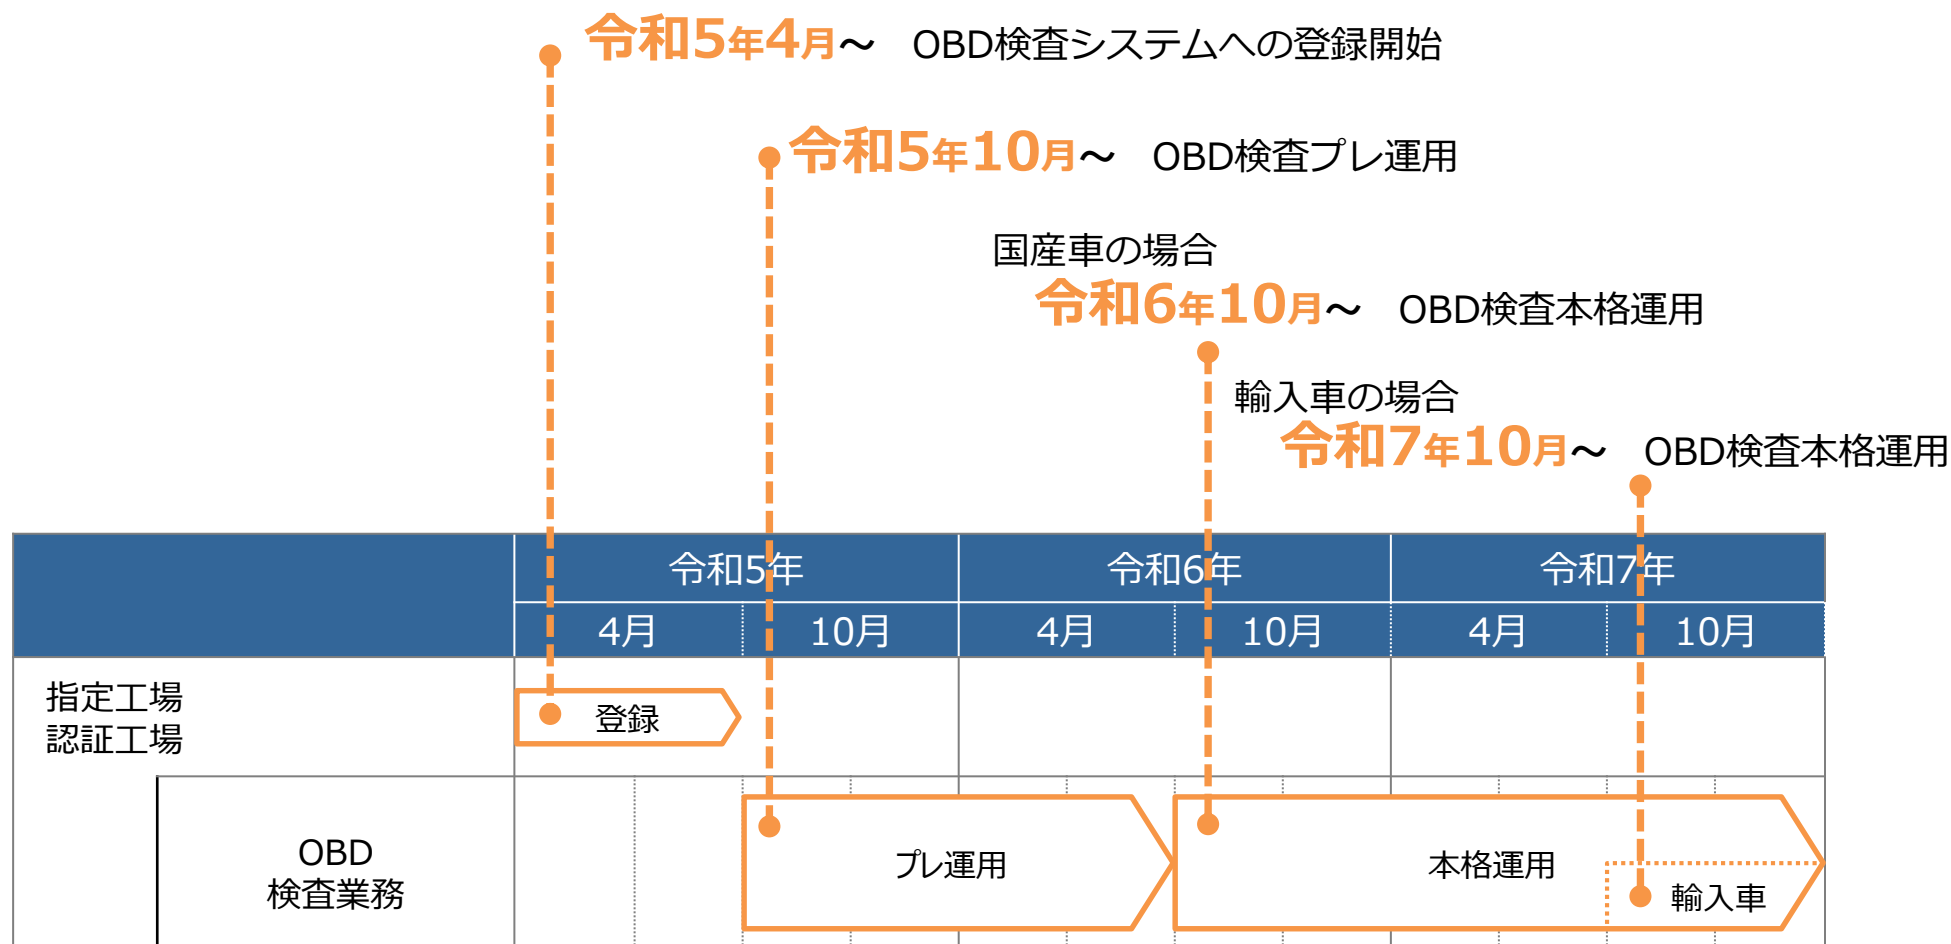 令和5年4月～ OBD検査システムへの登録開始
令和5年10月～ OBD検査プレ運用
国産車の場合
令和6年10月～ OBD検査本格運用
輸入車の場合
令和7年10月～ OBD検査本格運用
令和5年 令和6年 令和7年
4月 10月 4月 10月 4月 10月
指定工場
認証工場
登録
OBD
検査業務
プレ運用
本格運用
輸入車